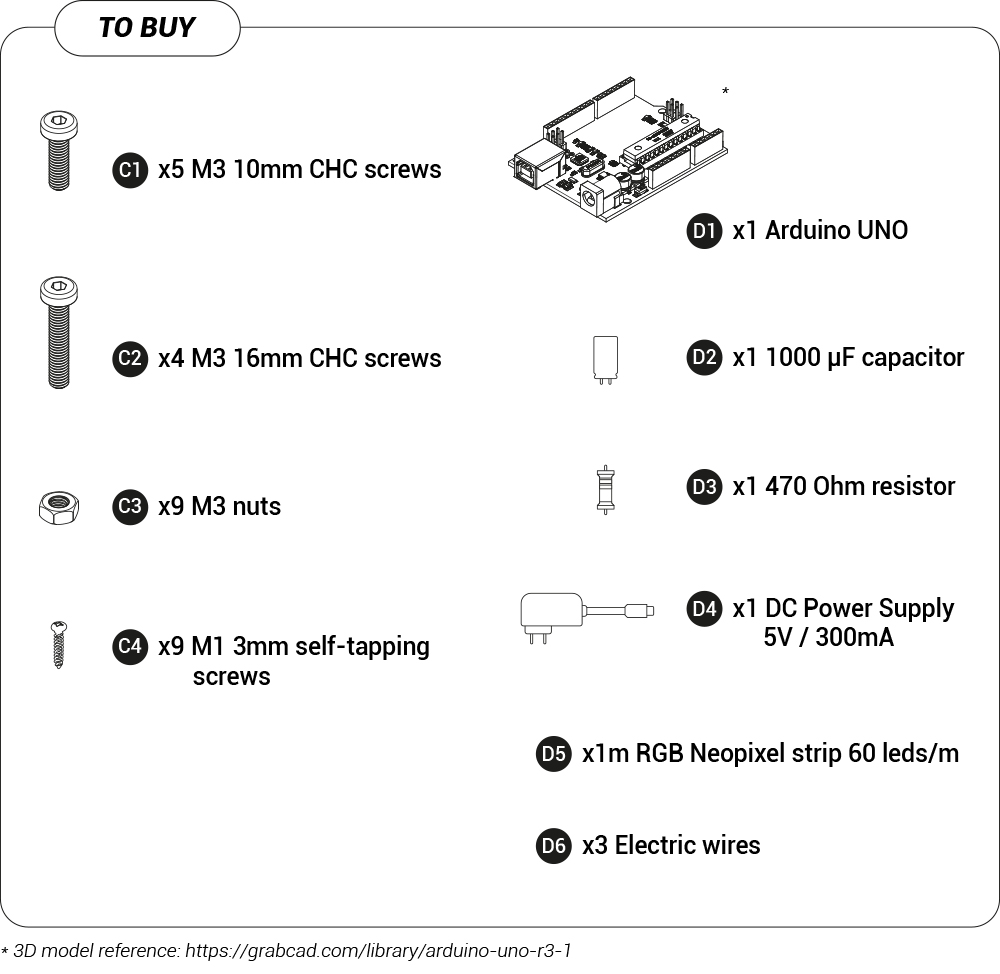 TO BUY
C1 x5 M3 10mm CHC screws
C2 x4 M3 16mm CHC screws
C3 x9 M3 nuts
C4 x9 M1 3mm self-tapping
screws
*
D1 x1 Arduino UNO
D2 x1 1000 µF capacitor
D3 x1 470 Ohm resistor
D4 x1 DC Power Supply
5V / 300mA
D5 x1m RGB Neopixel strip 60 leds/m
D6 x3 Electric wires
* 3D model reference: https://grabcad.com/library/arduino-uno-r3-1